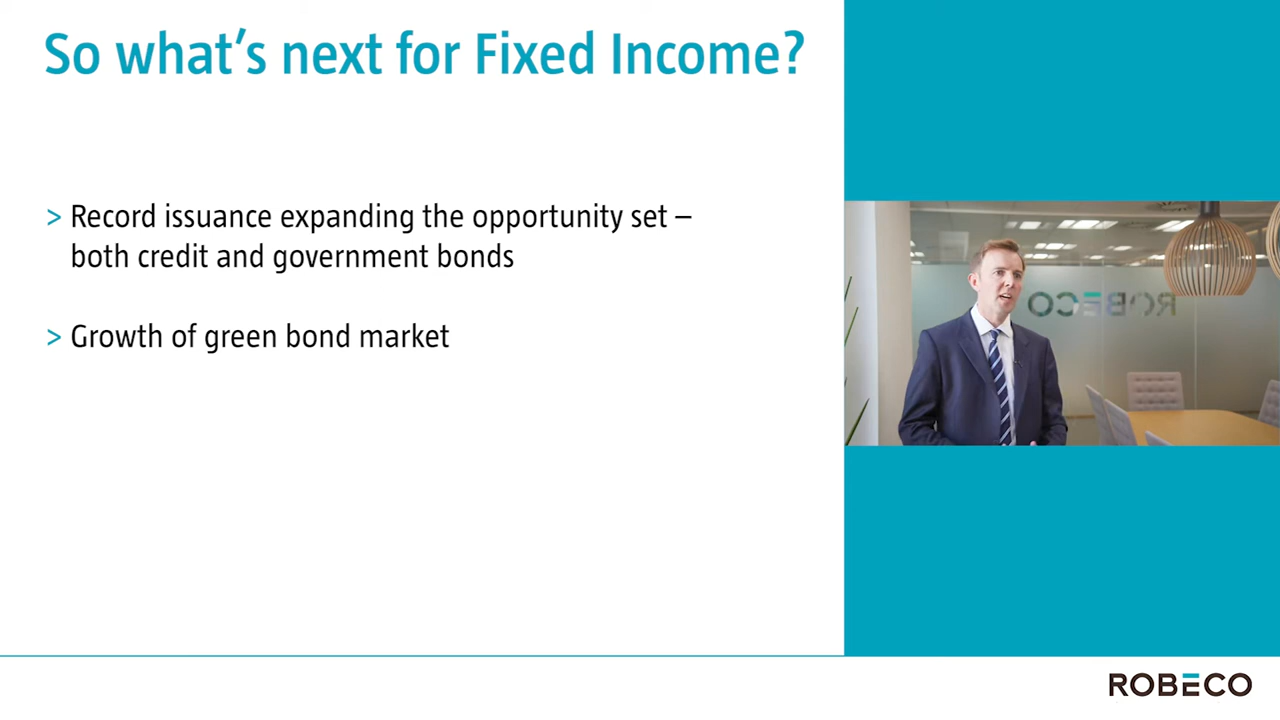 So what's next for Fixed Income?
> Record issuance expanding the opportunity set –
both credit and government bonds
> Growth of green bond market
ROBECO
ROBECO